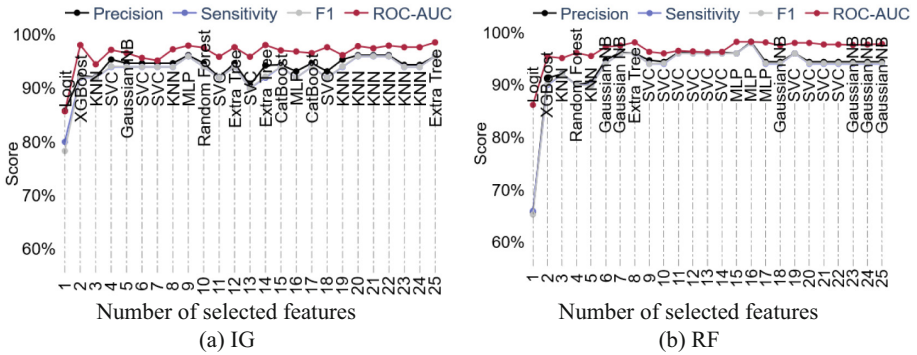 Precision Sensitivity F1 ROC-AUC
100%
90%
80%
70%
60%
Score
Logit
XGBoost
KNN
SVC
Gaussian NB
SVC
SVC
KNN
MLP
Random Forest
SVC
Extra Tree
SVC
Extra Tree
CatBoost
MLP
CatBoost
SVC
KNN
KNN
KNN
KNN
KNN
KNN
Extra Tree
1 2 3 4 5 6 7 8 9 10 11 12 13 14 15 16 17 18 19 20 21 22 23 24 25
Number of selected features
(a) IG
Precision Sensitivity F1 ROC-AUC
100%
90%
80%
70%
60%
Score
Logit
XGBoost
KNN
Random Forest
KNN
Gaussian NB
Gaussian NB
Extra Tree
SVC
SVC
SVC
SVC
SVC
SVC
MLP
MLP
MLP
Gaussian NB
SVC
SVC
SVC
SVC
Gaussian NB
Gaussian NB
Gaussian NB
1 2 3 4 5 6 7 8 9 10 11 12 13 14 15 16 17 18 19 20 21 22 23 24 25
Number of selected features
(b) RF